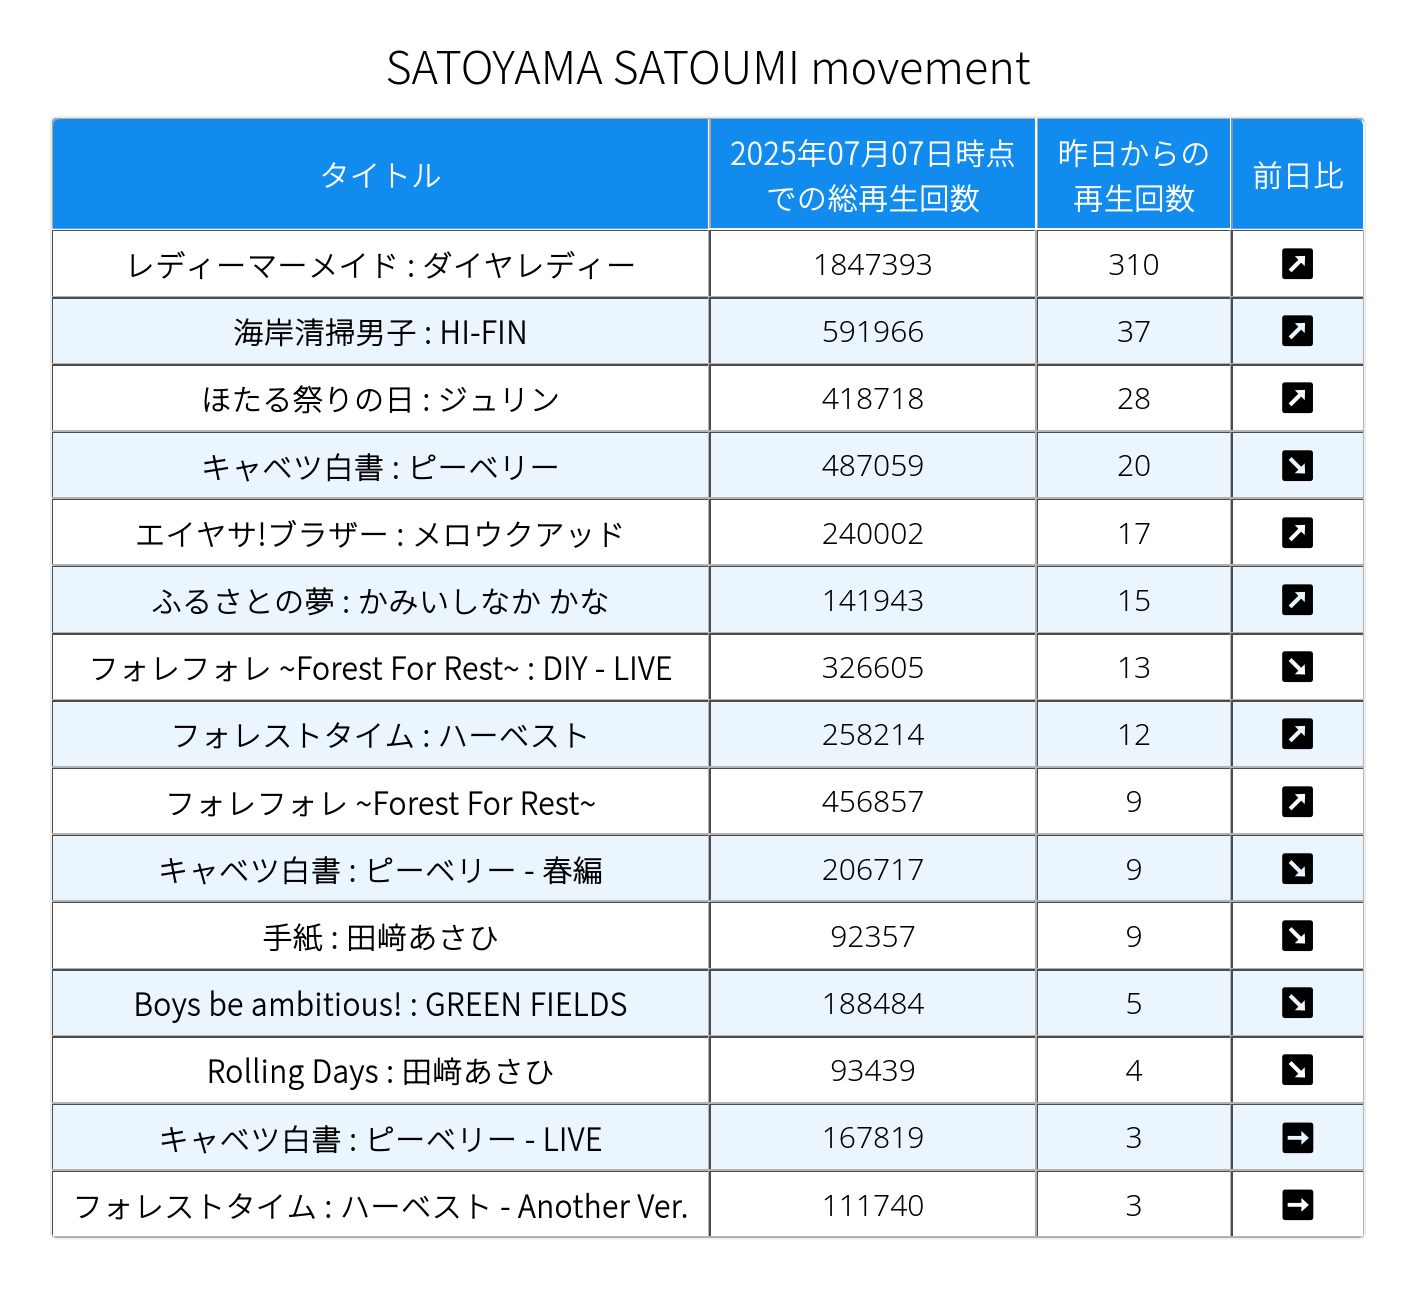 SATOYAMA SATOUMI movement
タイトル 2025年07月07日時点での総再生回数 昨日からの再生回数 前日比
レディーマーメイド : ダイヤレディー 1847393 310 ↗
海岸清掃男子 : HI-FIN 591966 37 ↗
ほたる祭りの日 : ジュリン 418718 28 ↗
キャベツ白書 : ピーベリー 487059 20 ↘
エイヤサ!ブラザー : メロウクアッド 240002 17 ↗
ふるさとの夢 : かみいしなか かな 141943 15 ↗
フォレフォレ ~Forest For Rest~ : DIY - LIVE 326605 13 ↘
フォレストタイム : ハーベスト 258214 12 ↗
フォレフォレ ~Forest For Rest~ 456857 9 ↗
キャベツ白書 : ピーベリー - 春編 206717 9 ↘
手紙 : 田﨑あさひ 92357 9 ↘
Boys be ambitious! : GREEN FIELDS 188484 5 ↘
Rolling Days : 田﨑あさひ 93439 4 ↘
キャベツ白書 : ピーベリー - LIVE 167819 3 →
フォレストタイム : ハーベスト - Another Ver. 111740 3 →